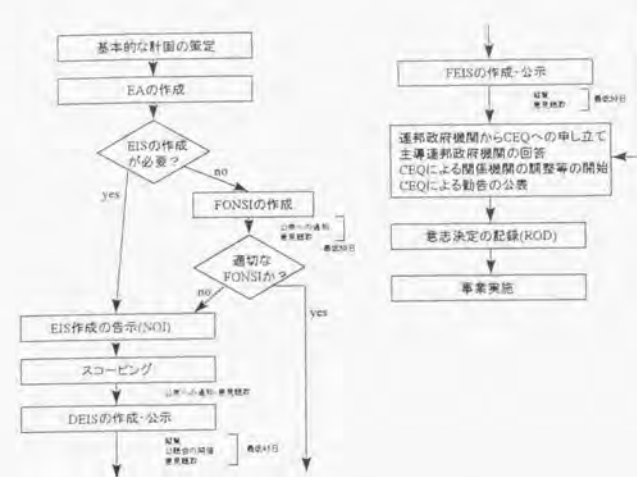 基本的な計画の策定
EAの作成
EISの作成
が必要？
yes
no
FONSIの作成
公衆への通知
意見聴取
最低30日
適切な
FONSIか？
no
yes
EIS作成の告示(NOI)
スコーピング
公衆への通知・意見聴取
DEISの作成・公示
縦覧
公聴会の開催
意見聴取
最低45日
FEISの作成・公示
縦覧
意見聴取
最低30日
連邦政府機関からCEQへの申し立て
主導連邦政府機関の回答
CEQによる関係機関の調整等の開始
CEQによる勧告の公表
意志決定の記録(ROD)
事業実施